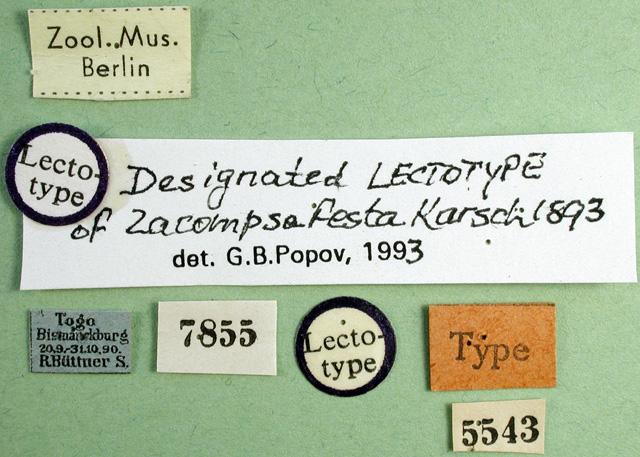 Zool. Mus.
Berlin
Lecto-
type
Designated LECTOTYPE
of Zacompsa festa Karsch 1893
det. G.B.Popov, 1993
Togo
Bismarckburg
20.9.-31.10.90.
R.Büttner S.
7855
Lecto-
type
Type
5543